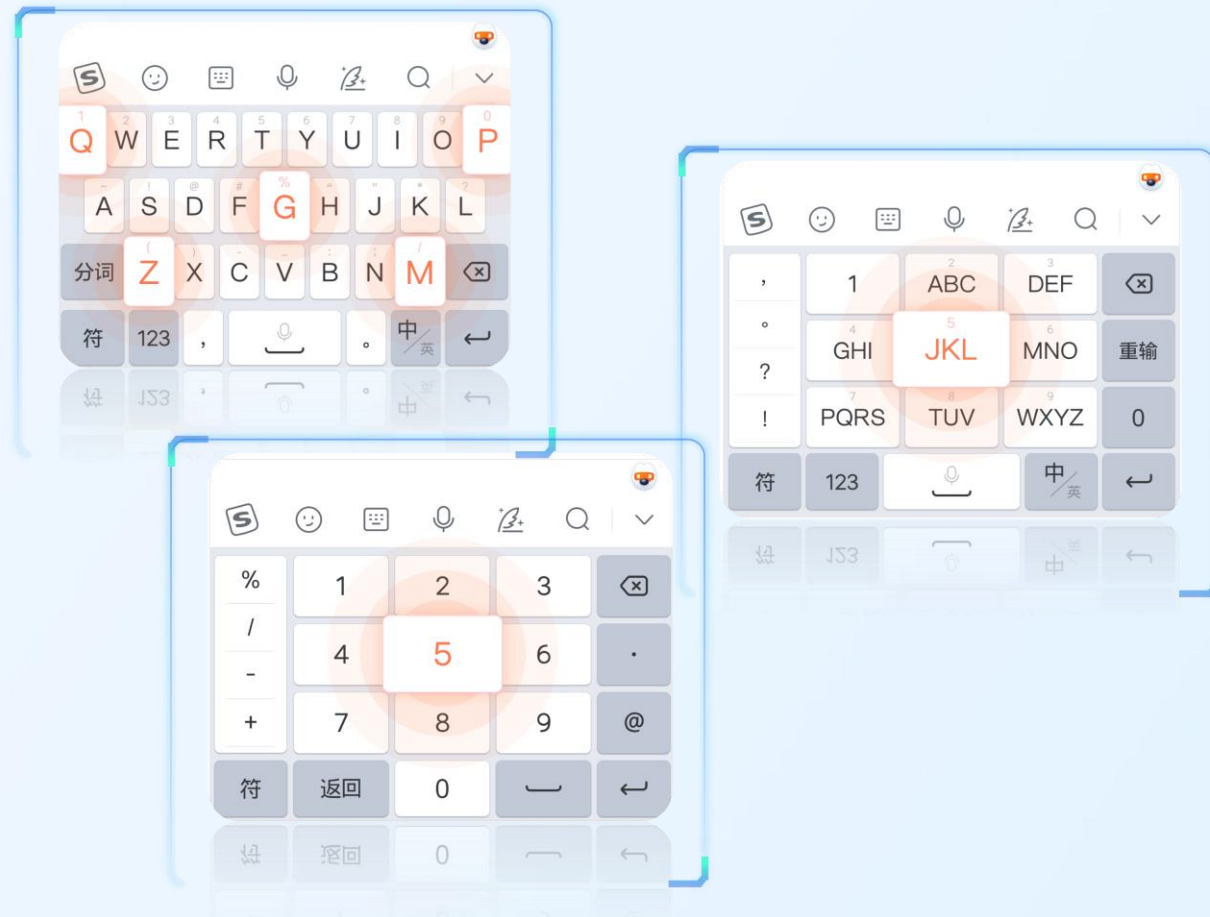 S
1 2 3 4 5 6 7 8 9 0
Q W E R T Y U I O P
~ ! @ # % " " * ?
A S D F G H J K L
( ) - _ : ; /
分词 Z X C V B N M
符 123 , 。 中/英
S
, 1 2 ABC 3 DEF
。 4 GHI 5 JKL 6 MNO 重输
?
! 7 PQRS 8 TUV 9 WXYZ 0
符 123 中/英
S
% 1 2 3
/ 4 5 6 ·
-
+ 7 8 9 @
符 返回 0